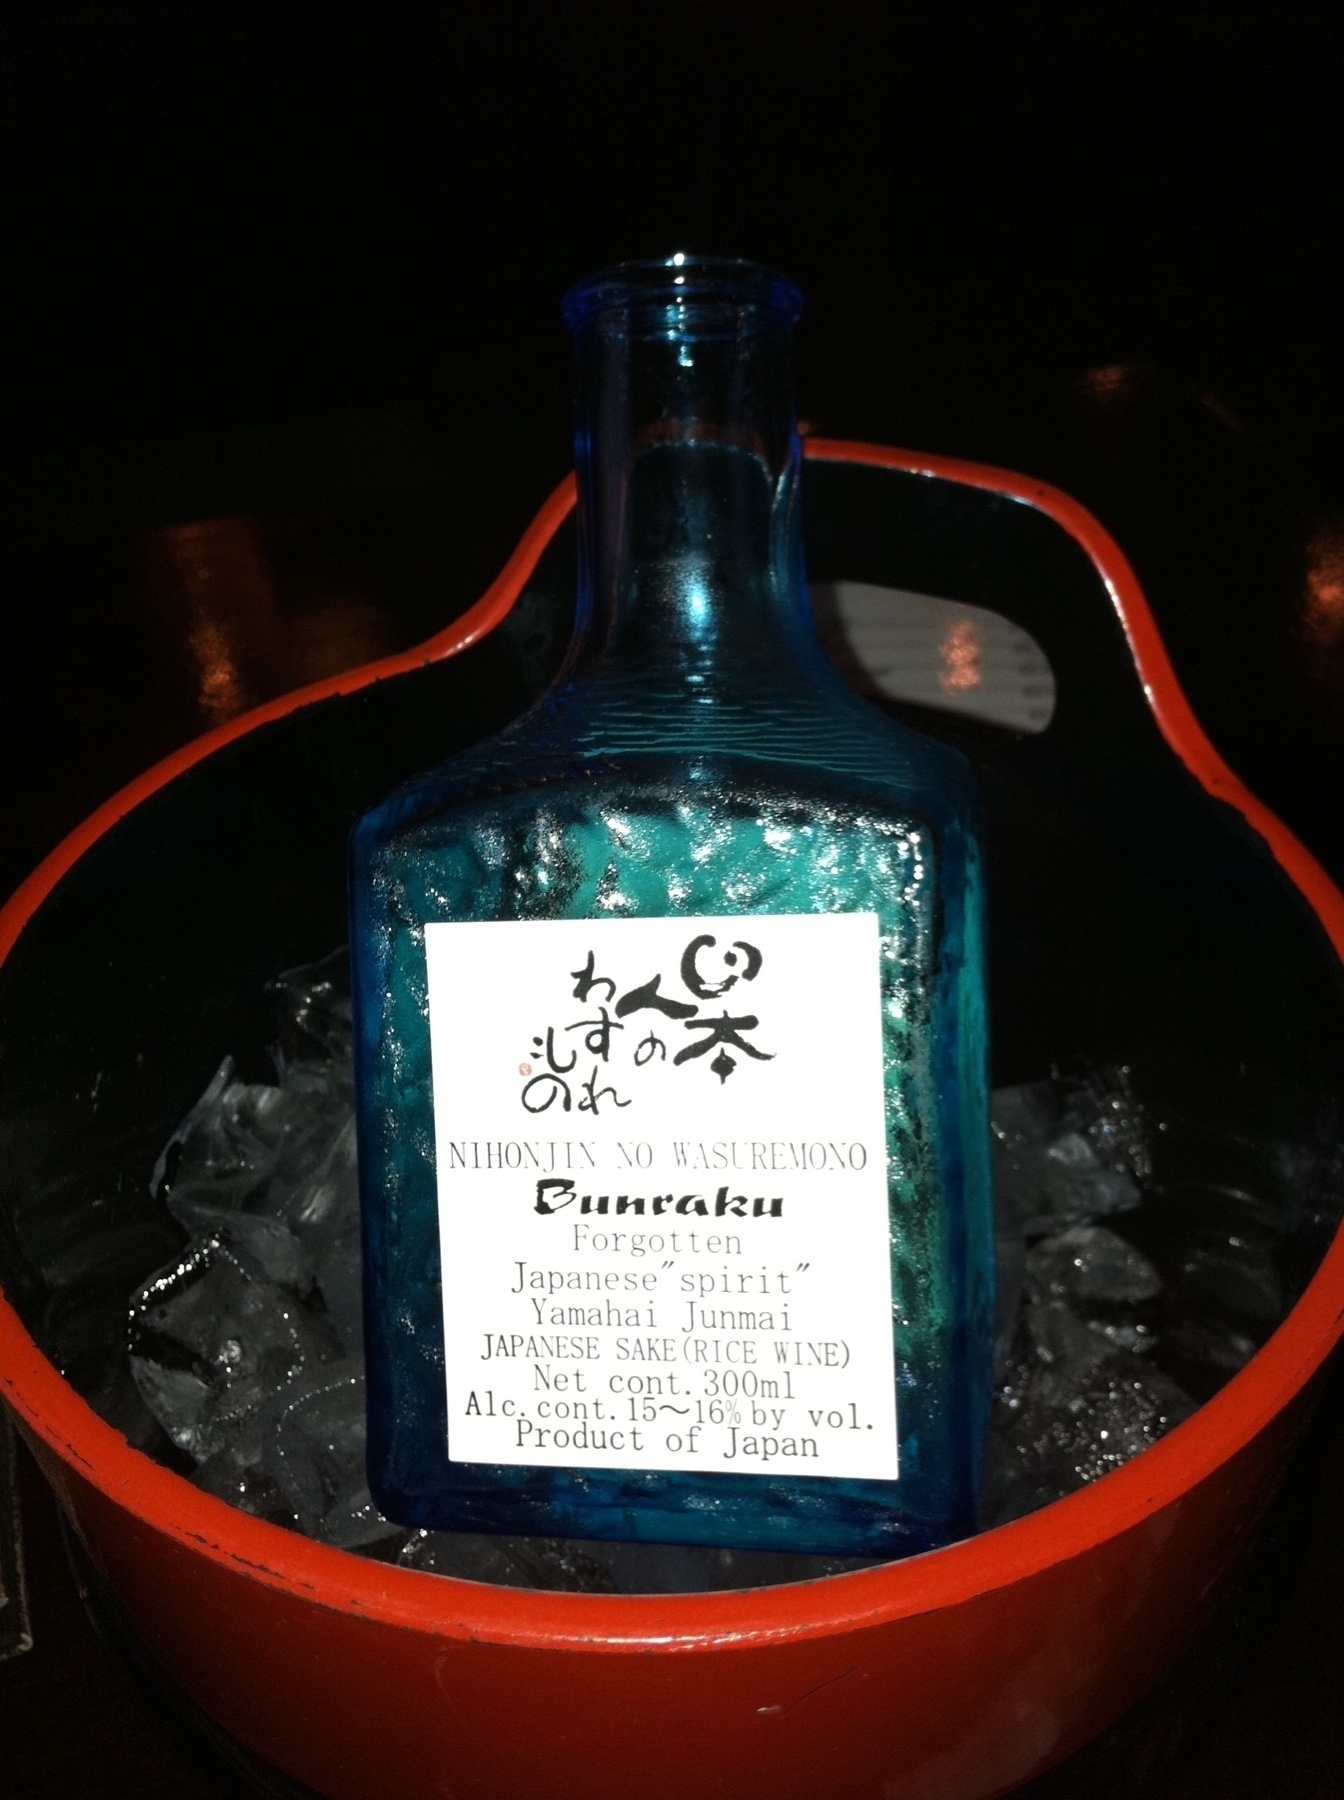 日本
人の
わすれ
もの
NIHONJIN NO WASUREMONO
Bunraku
Forgotten
Japanese"spirit"
Yamahai Junmai
JAPANESE SAKE(RICE WINE)
Net cont.300ml
Alc.cont.15～16%by vol.
Product of Japan